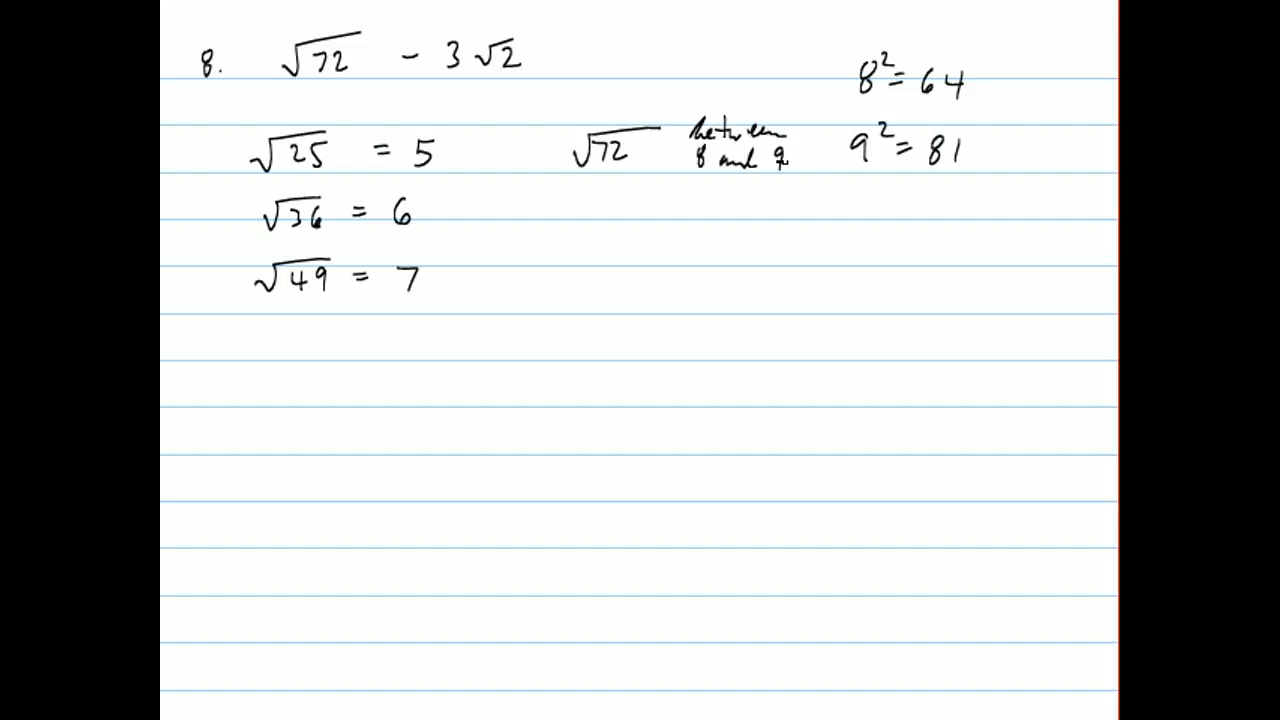 8. √72 - 3√2
8² = 64
√25 = 5
√72 between 8 and 9
9² = 81
√36 = 6
√49 = 7